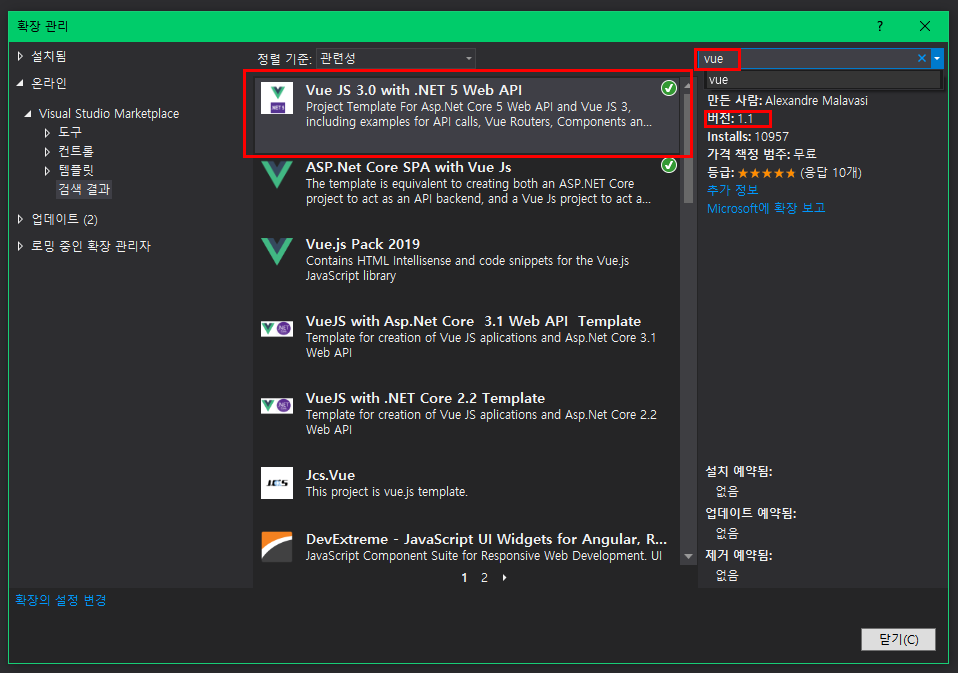 확장 관리
?
설치됨
온라인
Visual Studio Marketplace
도구
컨트롤
템플릿
검색 결과
업데이트 (2)
로밍 중인 확장 관리자
확장의 설정 변경
정렬 기준: 관련성
Vue JS 3.0 with .NET 5 Web API
Project Template For Asp.Net Core 5 Web API and Vue JS 3,
including examples for API calls, Vue Routers, Components an...
ASP.Net Core SPA with Vue Js
The template is equivalent to creating both an ASP.NET Core
project to act as an API backend, and a Vue Js project to act a...
Vue.js Pack 2019
Contains HTML Intellisense and code snippets for the Vue.js
JavaScript library
VueJS with Asp.Net Core 3.1 Web API Template
Template for creation of Vue JS aplications and Asp.Net Core 3.1
Web API
VueJS with .NET Core 2.2 Template
Template for creation of Vue JS aplications and Asp.Net Core 2.2
Web API
JCS
Jcs.Vue
This project is vue.js template.
DevExtreme - JavaScript UI Widgets for Angular, R...
JavaScript Component Suite for Responsive Web Development. UI
1 2
vue
vue
만든 사람: Alexandre Malavasi
버전: 1.1
Installs: 10957
가격 책정 범주: 무료
등급: ★★★★★ (응답 10개)
추가 정보
Microsoft에 확장 보고
설치 예약됨:
없음
업데이트 예약됨:
없음
제거 예약됨:
없음
닫기(C)